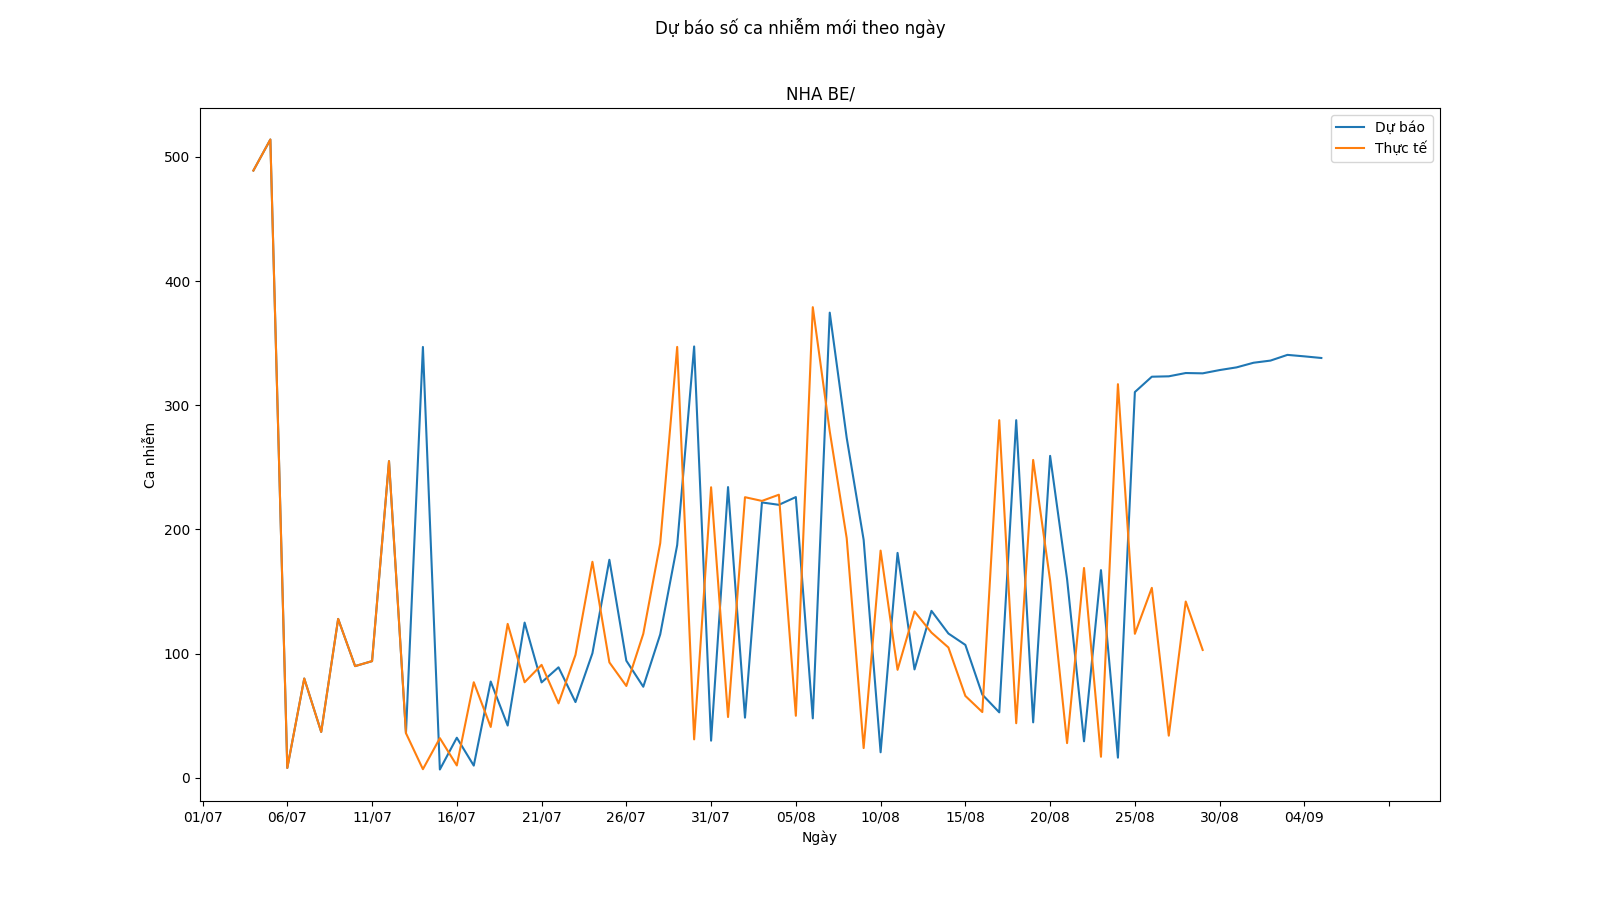 Dự báo số ca nhiễm mới theo ngày
NHA BE/
Dự báo
Thực tế
500
400
300
200
100
0
Ca nhiễm
01/07 06/07 11/07 16/07 21/07 26/07 31/07 05/08 10/08 15/08 20/08 25/08 30/08 04/09
Ngày